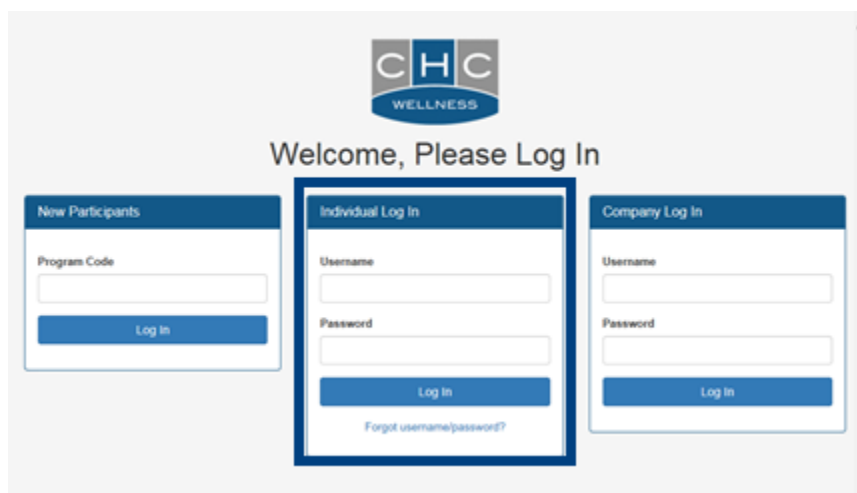 CHC
WELLNESS
Welcome, Please Log In
New Participants
Program Code
Log In
Individual Log In
Username
Password
Log In
Forgot username/password?
Company Log In
Username
Password
Log In